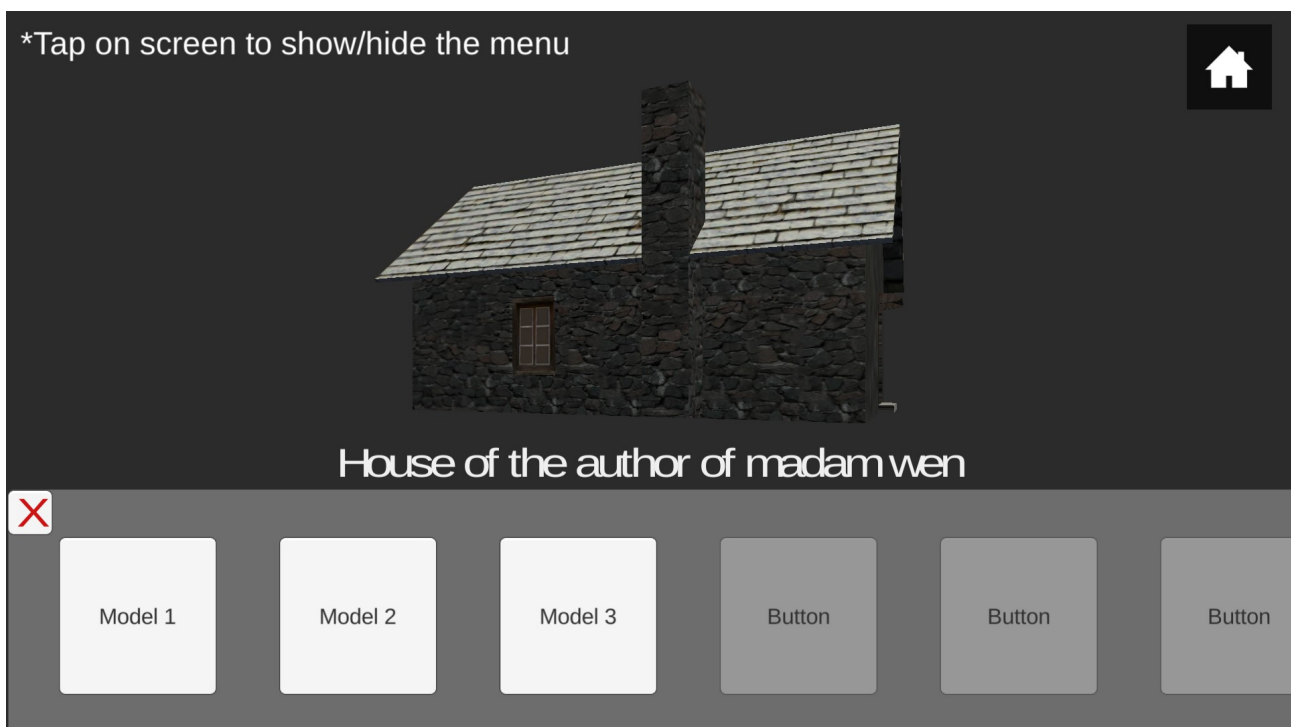 *Tap on screen to show/hide the menu
House of the author of madam wen
X
Model 1
Model 2
Model 3
Button
Button
Button